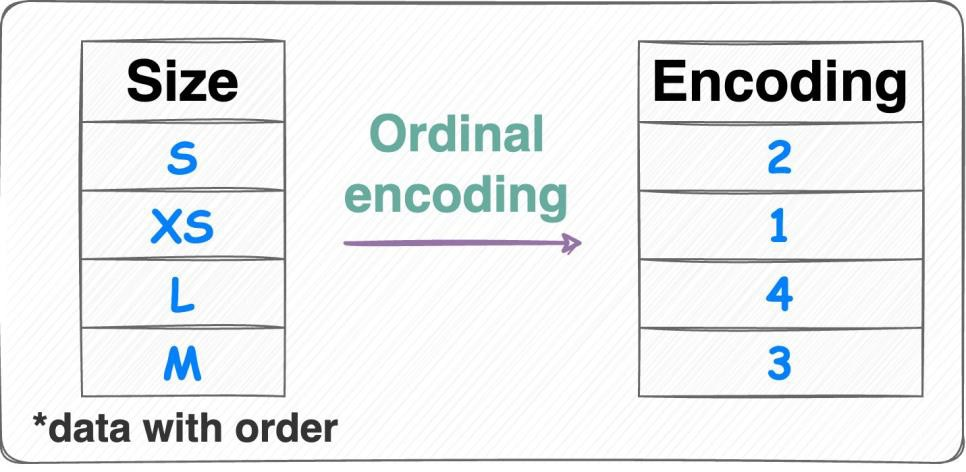 Size
S
XS
L
M
*data with order
Ordinal
encoding
Encoding
2
1
4
3